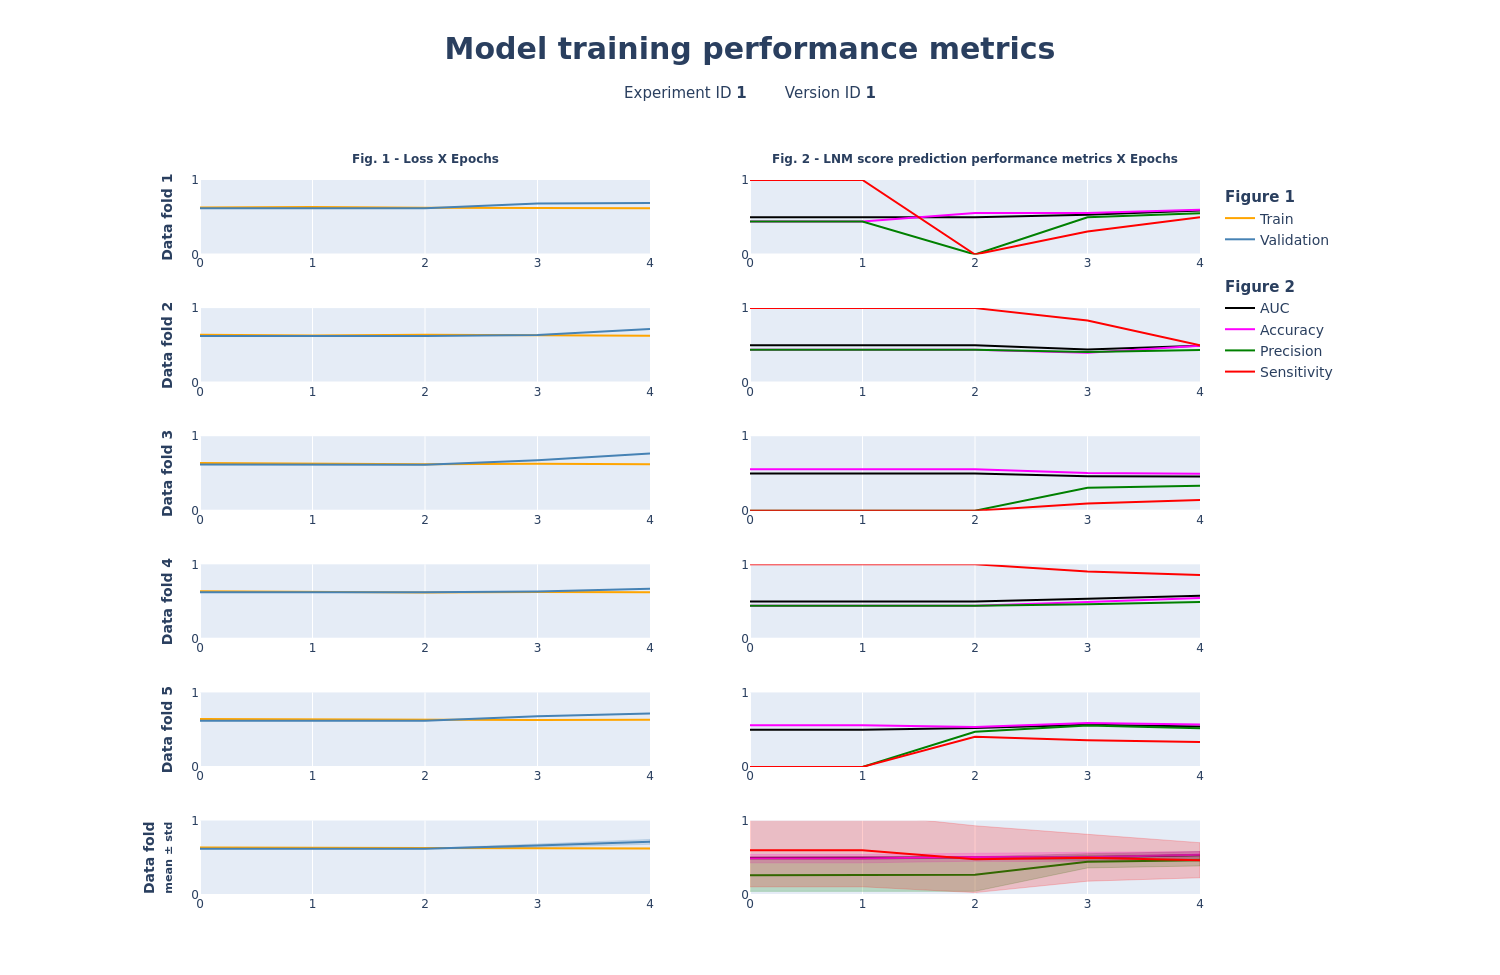 Model training performance metrics
Experiment ID 1 Version ID 1
Fig. 1 - Loss X Epochs
Fig. 2 - LNM score prediction performance metrics X Epochs
Data fold 1
1
0
0 1 2 3 4
1
0
0 1 2 3 4
Figure 1
Train
Validation
Figure 2
AUC
Accuracy
Precision
Sensitivity
Data fold 2
1
0
0 1 2 3 4
1
0
0 1 2 3 4
Data fold 3
1
0
0 1 2 3 4
1
0
0 1 2 3 4
Data fold 4
1
0
0 1 2 3 4
1
0
0 1 2 3 4
Data fold 5
1
0
0 1 2 3 4
1
0
0 1 2 3 4
Data fold
mean ± std
1
0
0 1 2 3 4
1
0
0 1 2 3 4